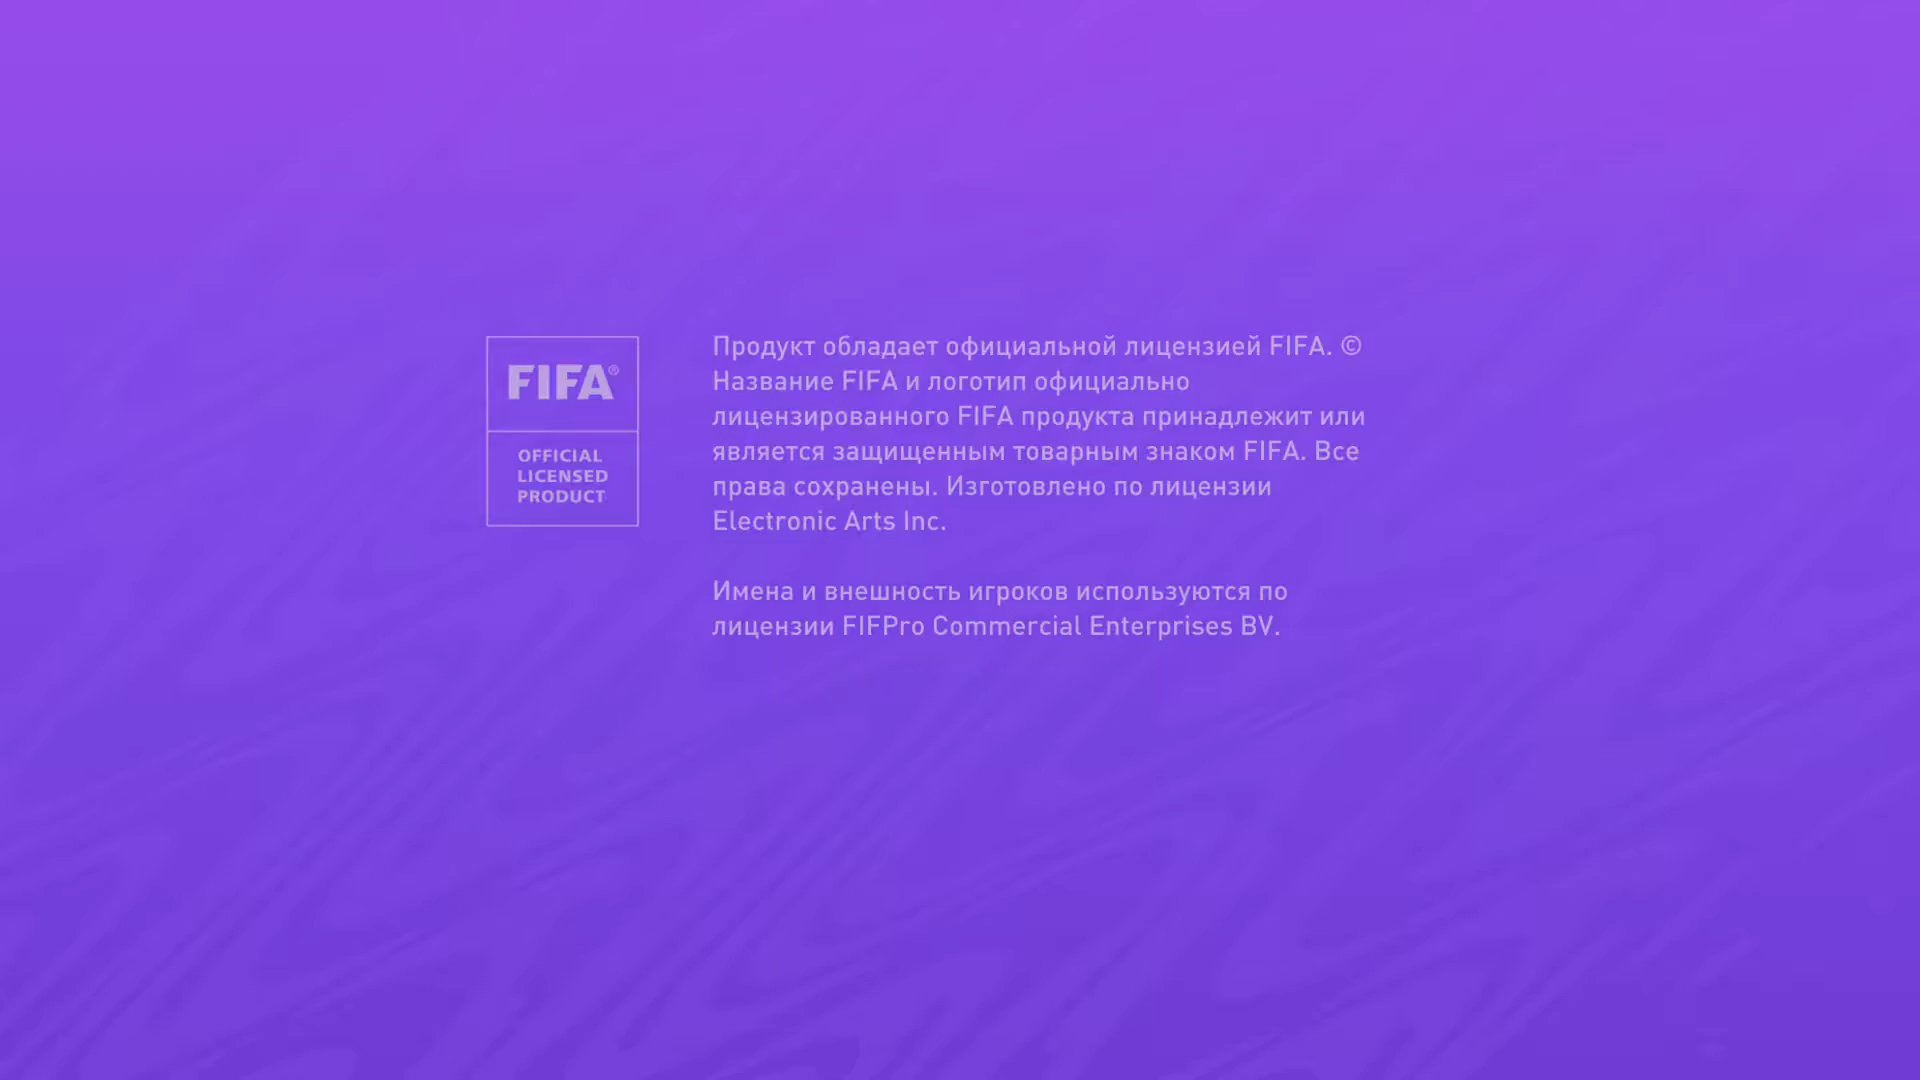 FIFA®
OFFICIAL
LICENSED
PRODUCT
Продукт обладает официальной лицензией FIFA. ©
Название FIFA и логотип официально
лицензированного FIFA продукта принадлежит или
является защищенным товарным знаком FIFA. Все
права сохранены. Изготовлено по лицензии
Electronic Arts Inc.
Имена и внешность игроков используются по
лицензии FIFPro Commercial Enterprises BV.